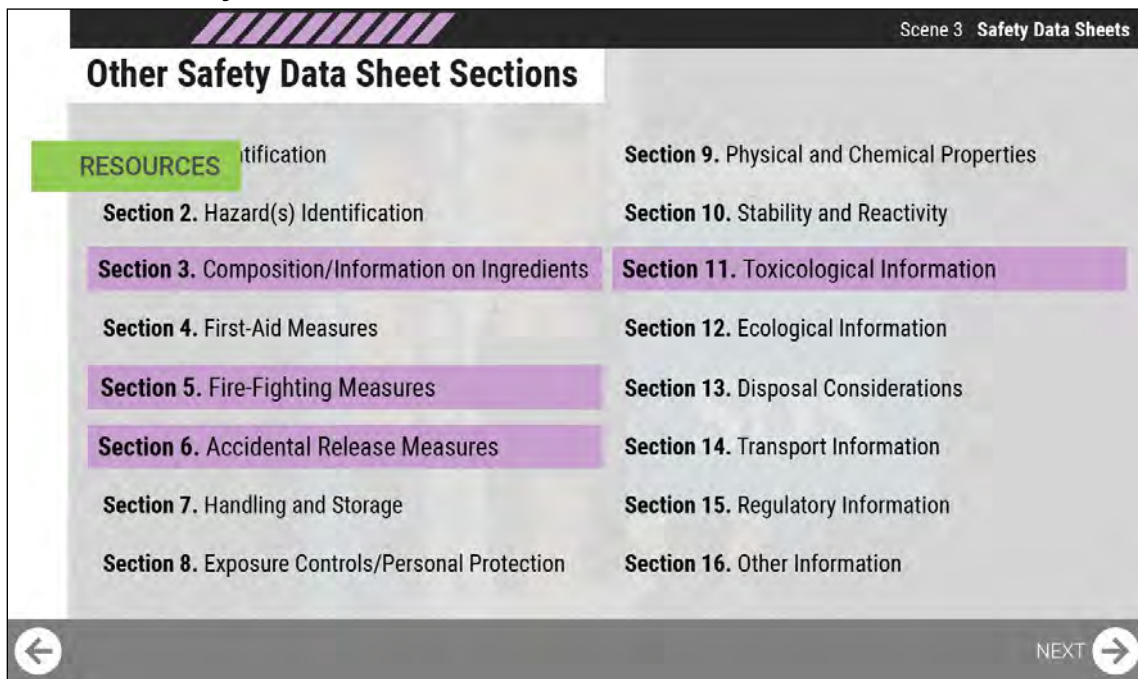 Scene 3 Safety Data Sheets
Other Safety Data Sheet Sections
RESOURCES
Section 2. Hazard(s) Identification
Section 3. Composition/Information on Ingredients
Section 4. First-Aid Measures
Section 5. Fire-Fighting Measures
Section 6. Accidental Release Measures
Section 7. Handling and Storage
Section 8. Exposure Controls/Personal Protection
Section 9. Physical and Chemical Properties
Section 10. Stability and Reactivity
Section 11. Toxicological Information
Section 12. Ecological Information
Section 13. Disposal Considerations
Section 14. Transport Information
Section 15. Regulatory Information
Section 16. Other Information
NEXT